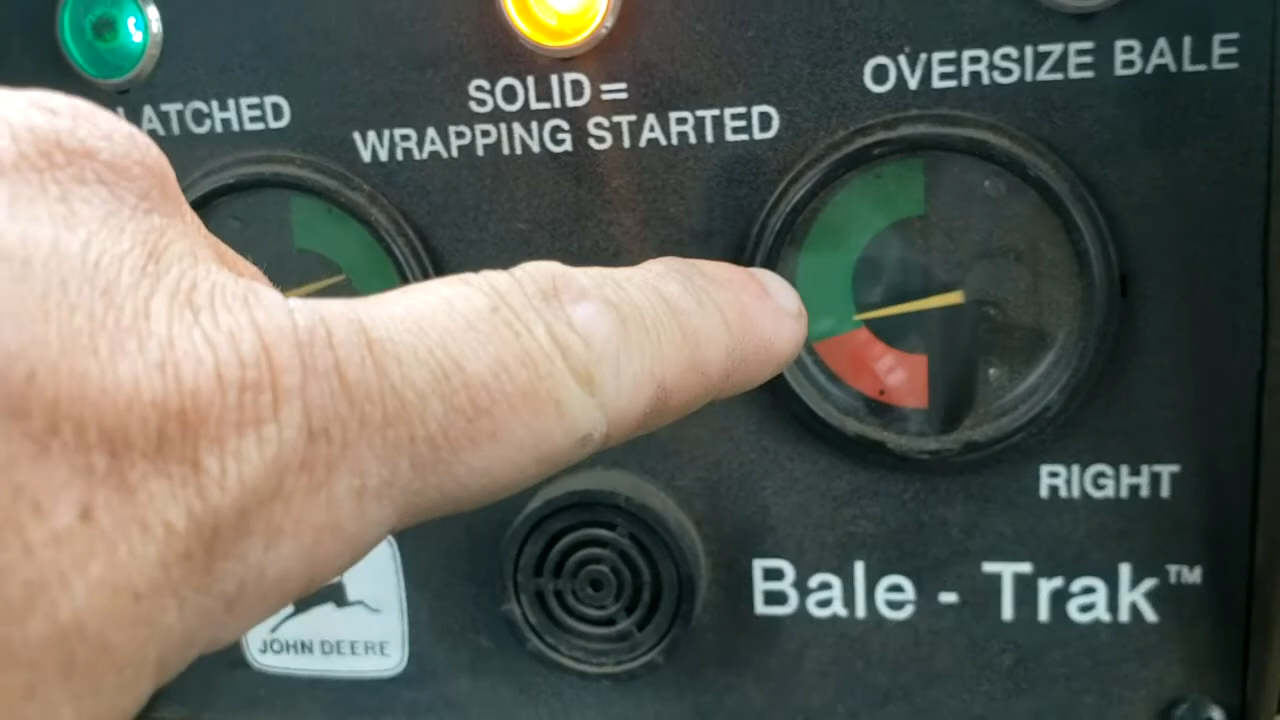 LATCHED
SOLID =
WRAPPING STARTED
OVERSIZE BALE
RIGHT
Bale - Trak™
JOHN DEERE